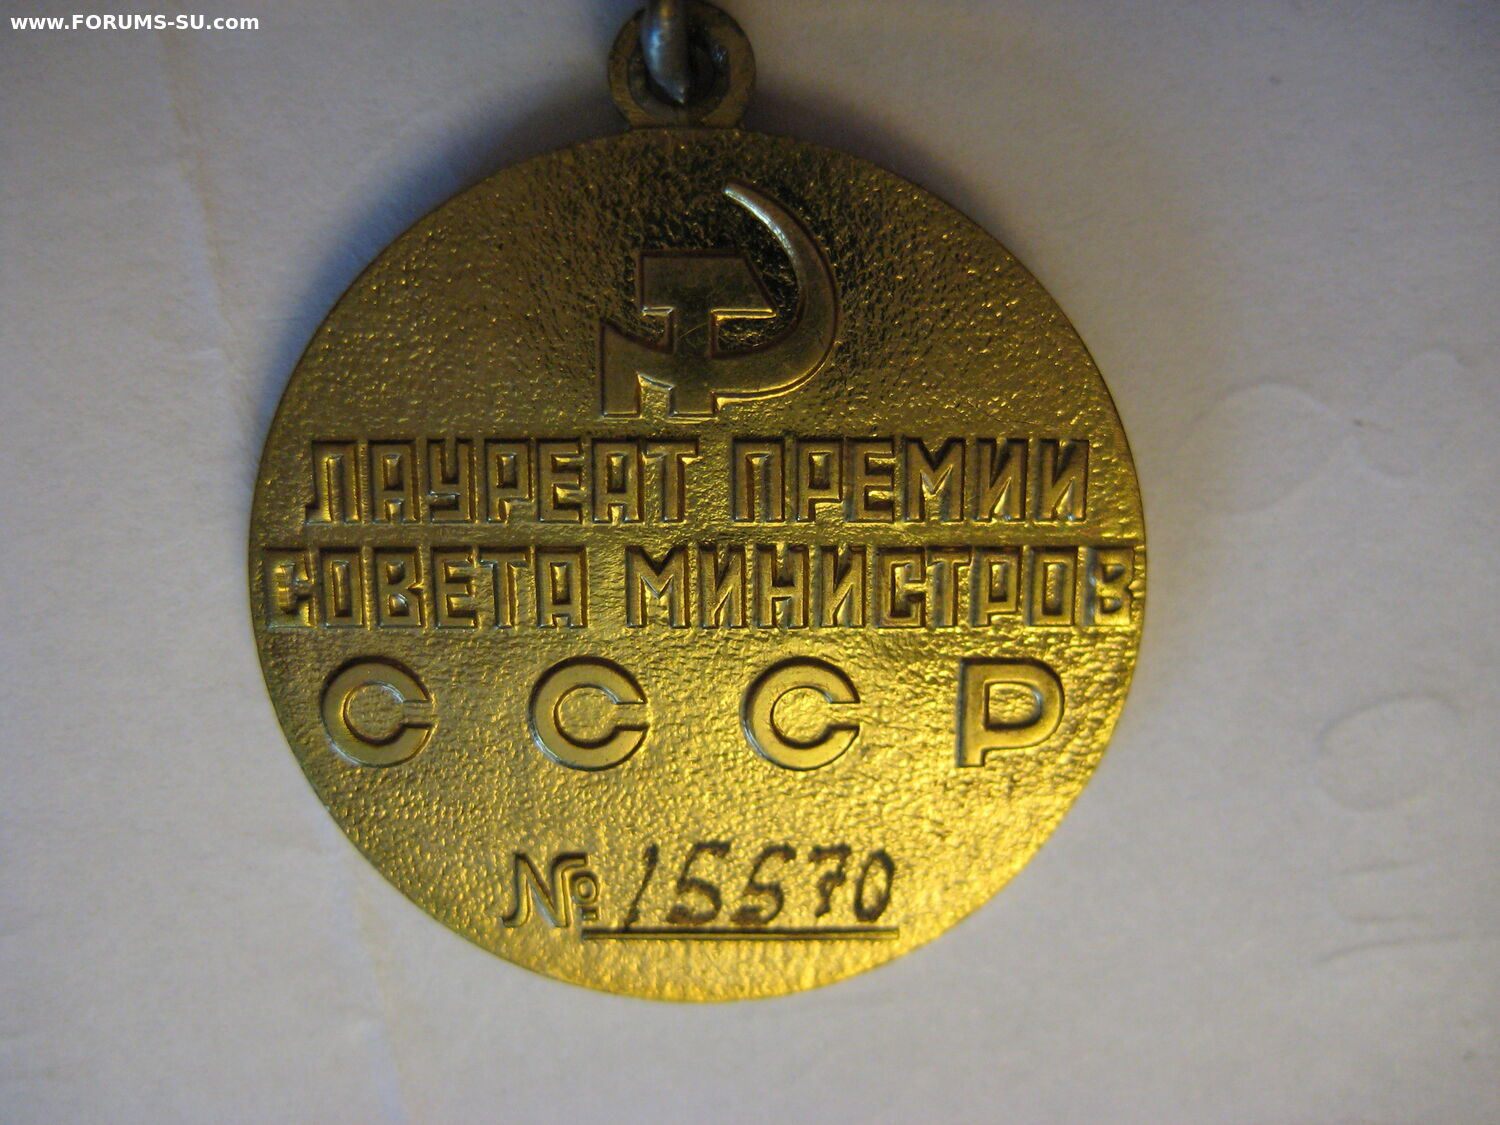 www.FORUMS-SU.com
ЛАУРЕАТ ПРЕМИИ
СОВЕТА МИНИСТРОВ
СССР
№ 15570